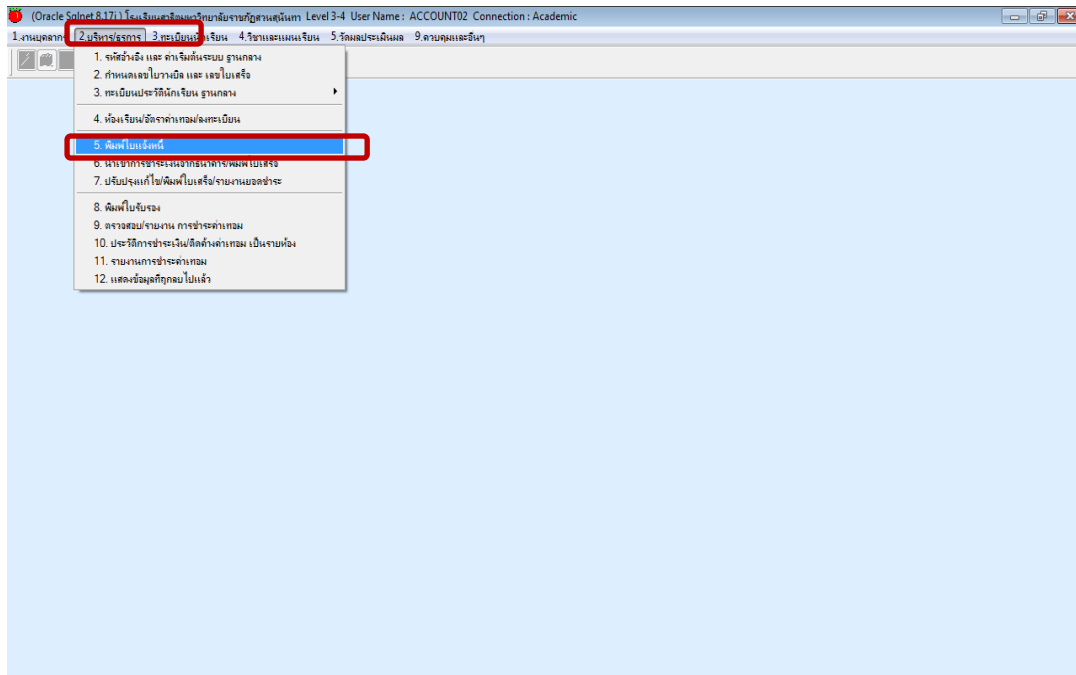 (Oracle Sqlnet 8.17i ) โรงเรียนสาธิตมหาวิทยาลัยราชภัฏสวนสุนันทา Level 3-4 User Name : ACCOUNT02 Connection : Academic
1.งานบุคลากร 2.บริหาร/ธุรการ 3.ทะเบียนนักเรียน 4.วิชาและแผนเรียน 5.วัดผลประเมินผล 9.ควบคุมและอื่นๆ
1. รหัสอ้างอิง และ ค่าเริ่มต้นระบบ ฐานกลาง
2. กำหนดเลขใบวางบิล และ เลขใบเสร็จ
3. ทะเบียนประวัตินักเรียน ฐานกลาง
4. ห้องเรียน/อัตราค่าเทอม/ลงทะเบียน
5. พิมพ์ใบแจ้งหนี้
6. นำเข้าการชำระเงินจากธนาคาร/พิมพ์ใบเสร็จ
7. ปรับปรุงแก้ไข/พิมพ์ใบเสร็จ/รายงานยอดชำระ
8. พิมพ์ใบรับรอง
9. ตรวจสอบ/รายงาน การชำระค่าเทอม
10. ประวัติการชำระเงิน/ติดค้างค่าเทอม เป็นรายห้อง
11. รายงานการชำระค่าเทอม
12. แสดงข้อมูลที่ถูกลบไปแล้ว